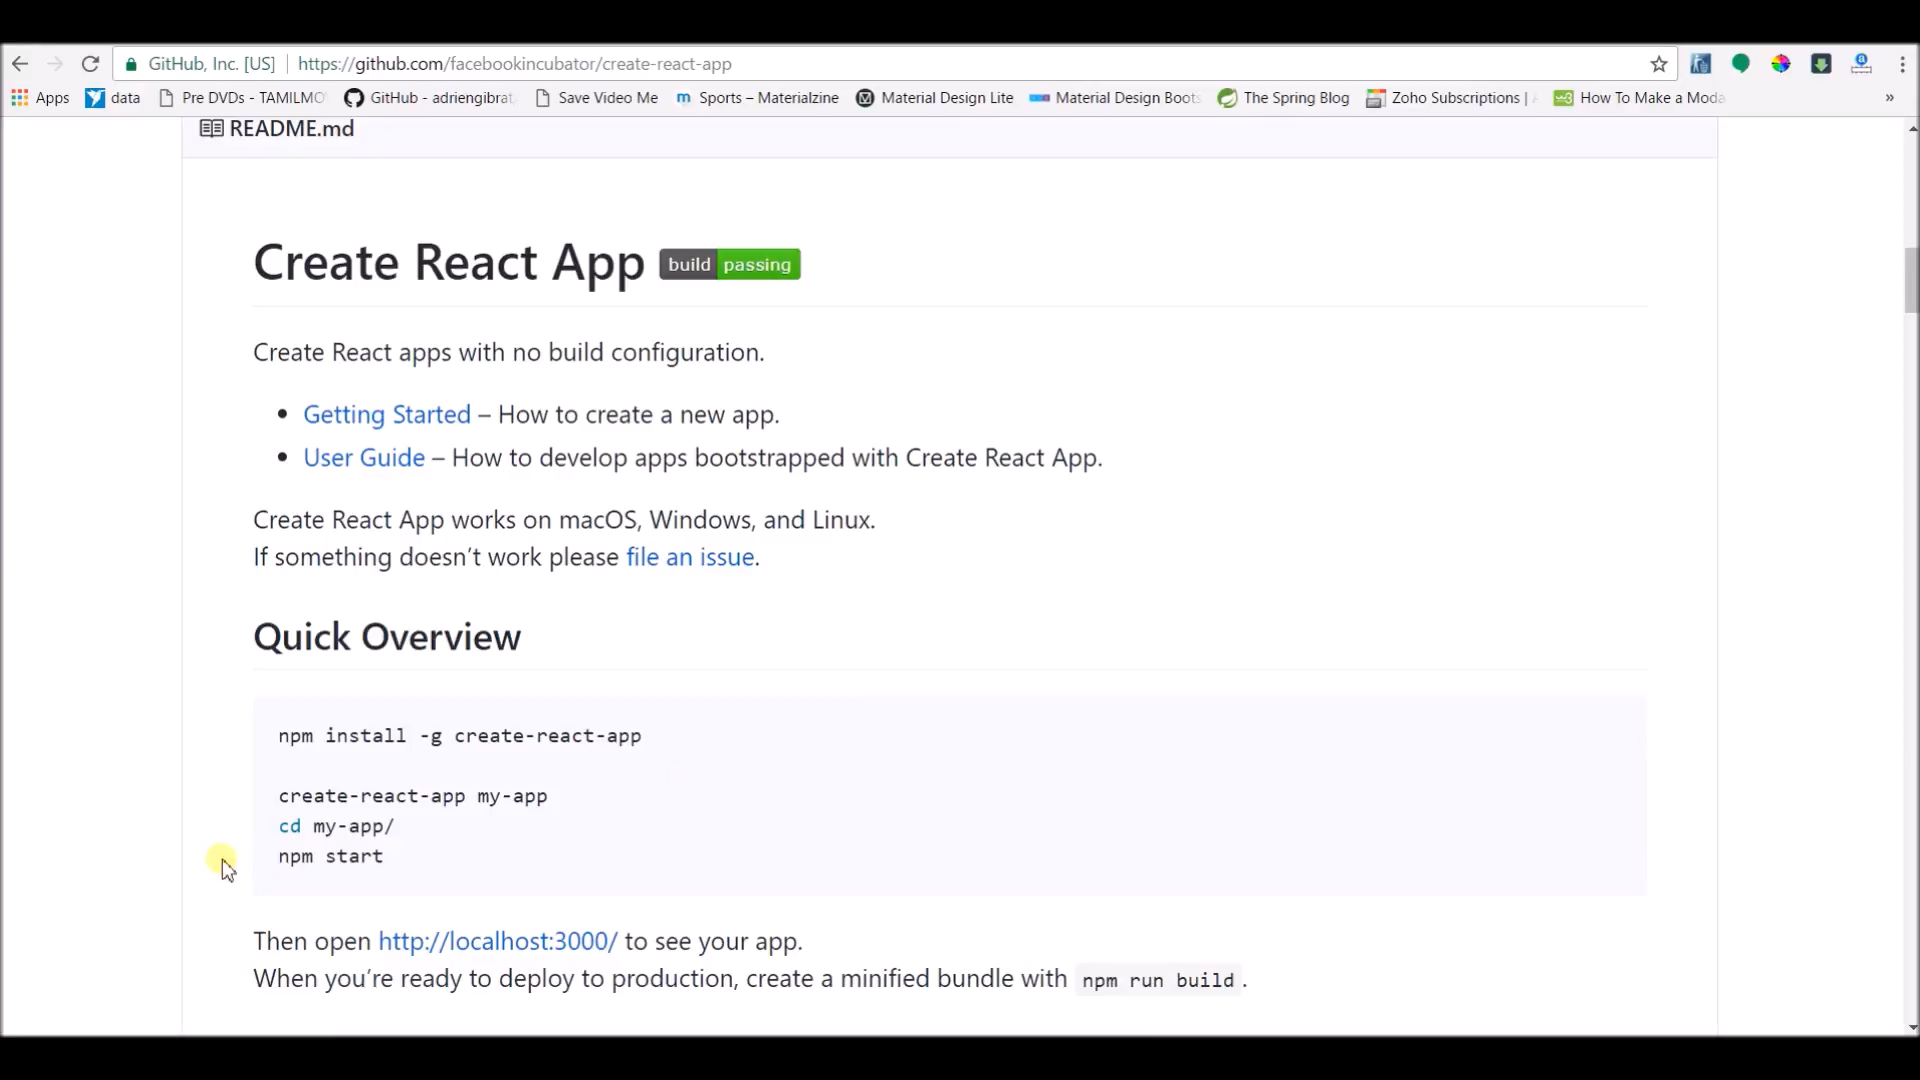 GitHub, Inc. [US] https://github.com/facebookincubator/create-react-app
Apps data Pre DVDs - TAMILMO GitHub - adriengibrat Save Video Me Sports – Materialzine Material Design Lite Material Design Boots The Spring Blog Zoho Subscriptions | How To Make a Moda »
README.md
Create React App build passing
Create React apps with no build configuration.
• Getting Started – How to create a new app.
• User Guide – How to develop apps bootstrapped with Create React App.
Create React App works on macOS, Windows, and Linux.
If something doesn’t work please file an issue.
Quick Overview
npm install -g create-react-app
create-react-app my-app
cd my-app/
npm start
Then open http://localhost:3000/ to see your app.
When you’re ready to deploy to production, create a minified bundle with npm run build.